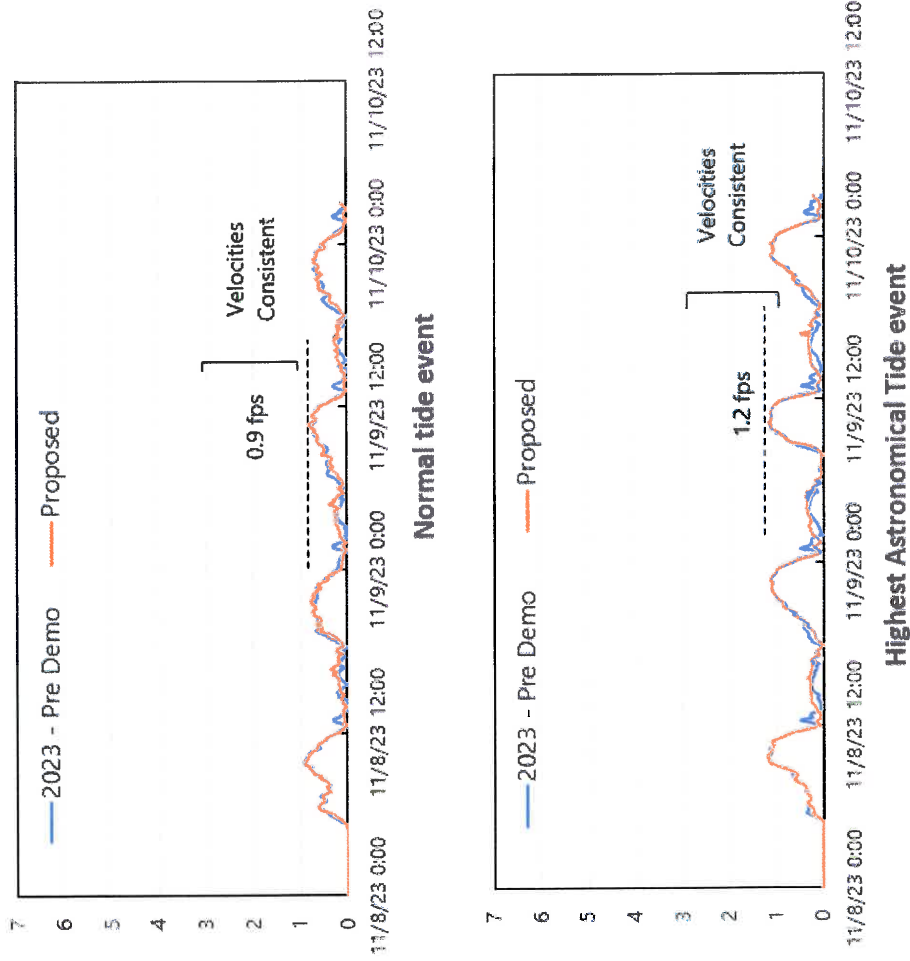 2023 - Pre Demo
Proposed
7
6
5
4
3
2
1
0
0.9 fps
Velocities
Consistent
11/8/23 0:00
11/8/23 12:00
11/9/23 0:00
11/9/23 12:00
11/10/23 0:00
11/10/23 12:00
Normal tide event
2023 - Pre Demo
Proposed
7
6
5
4
3
2
1
0
1.2 fps
Velocities
Consistent
11/8/23 0:00
11/8/23 12:00
11/9/23 0:00
11/9/23 12:00
11/10/23 0:00
11/10/23 12:00
Highest Astronomical Tide event